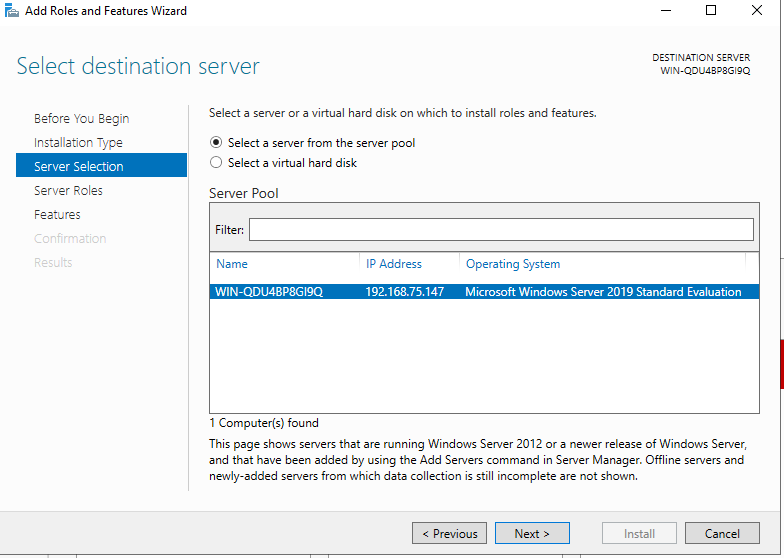 Add Roles and Features Wizard
Select destination server
DESTINATION SERVER
WIN-QDU4BP8GI9Q
Before You Begin
Installation Type
Server Selection
Server Roles
Features
Confirmation
Results
Select a server or a virtual hard disk on which to install roles and features.
Select a server from the server pool
Select a virtual hard disk
Server Pool
Filter:
Name IP Address Operating System
WIN-QDU4BP8GI9Q 192.168.75.147 Microsoft Windows Server 2019 Standard Evaluation
1 Computer(s) found
This page shows servers that are running Windows Server 2012 or a newer release of Windows Server,
and that have been added by using the Add Servers command in Server Manager. Offline servers and
newly-added servers from which data collection is still incomplete are not shown.
< Previous Next > Install Cancel